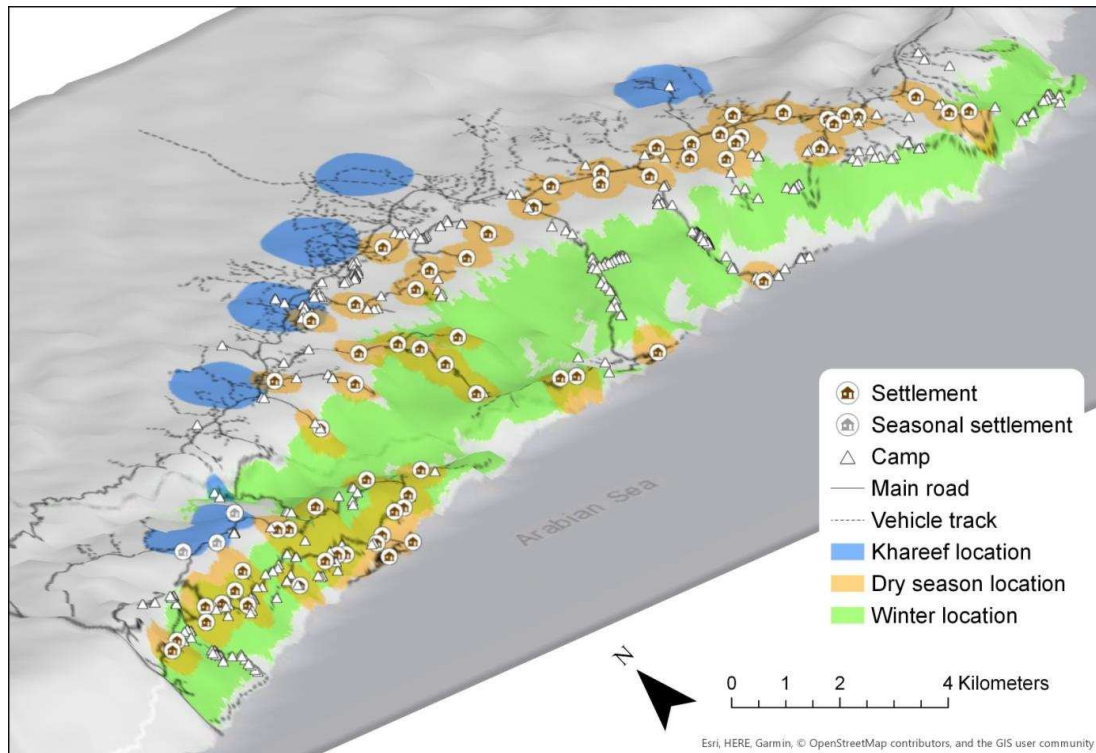 Arabian Sea
Settlement
Seasonal settlement
Camp
Main road
Vehicle track
Khareef location
Dry season location
Winter location
N
0 1 2 4 Kilometers
Esri, HERE, Garmin, © OpenStreetMap contributors, and the GIS user community